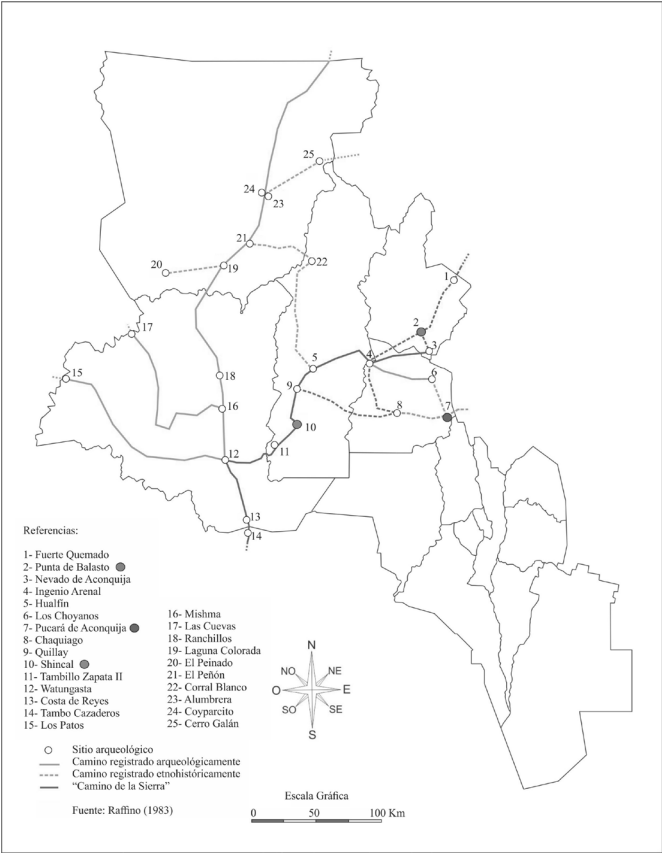 25
24
23
21
22
20
19
1
17
2
3
5
4
15
18
6
9
16
8
7
10
11
12
13
14
Referencias:
1- Fuerte Quemado
2- Punta de Balasto
3- Nevado de Aconquija
4- Ingenio Arenal
5- Hualfín
6- Los Choyanos
7- Pucará de Aconquija
8- Chaquiago
9- Quillay
10- Shincal
11- Tambillo Zapata II
12- Watungasta
13- Costa de Reyes
14- Tambo Cazaderos
15- Los Patos
16- Mishma
17- Las Cuevas
18- Ranchillos
19- Laguna Colorada
20- El Peinado
21- El Peñón
22- Corral Blanco
23- Alumbrera
24- Coyparcito
25- Cerro Galán
N
NO NE
O E
SO SE
S
Sitio arqueológico
Camino registrado arqueológicamente
Camino registrado etnohistóricamente
“Camino de la Sierra”
Fuente: Raffino (1983)
Escala Gráfica
0 50 100 Km